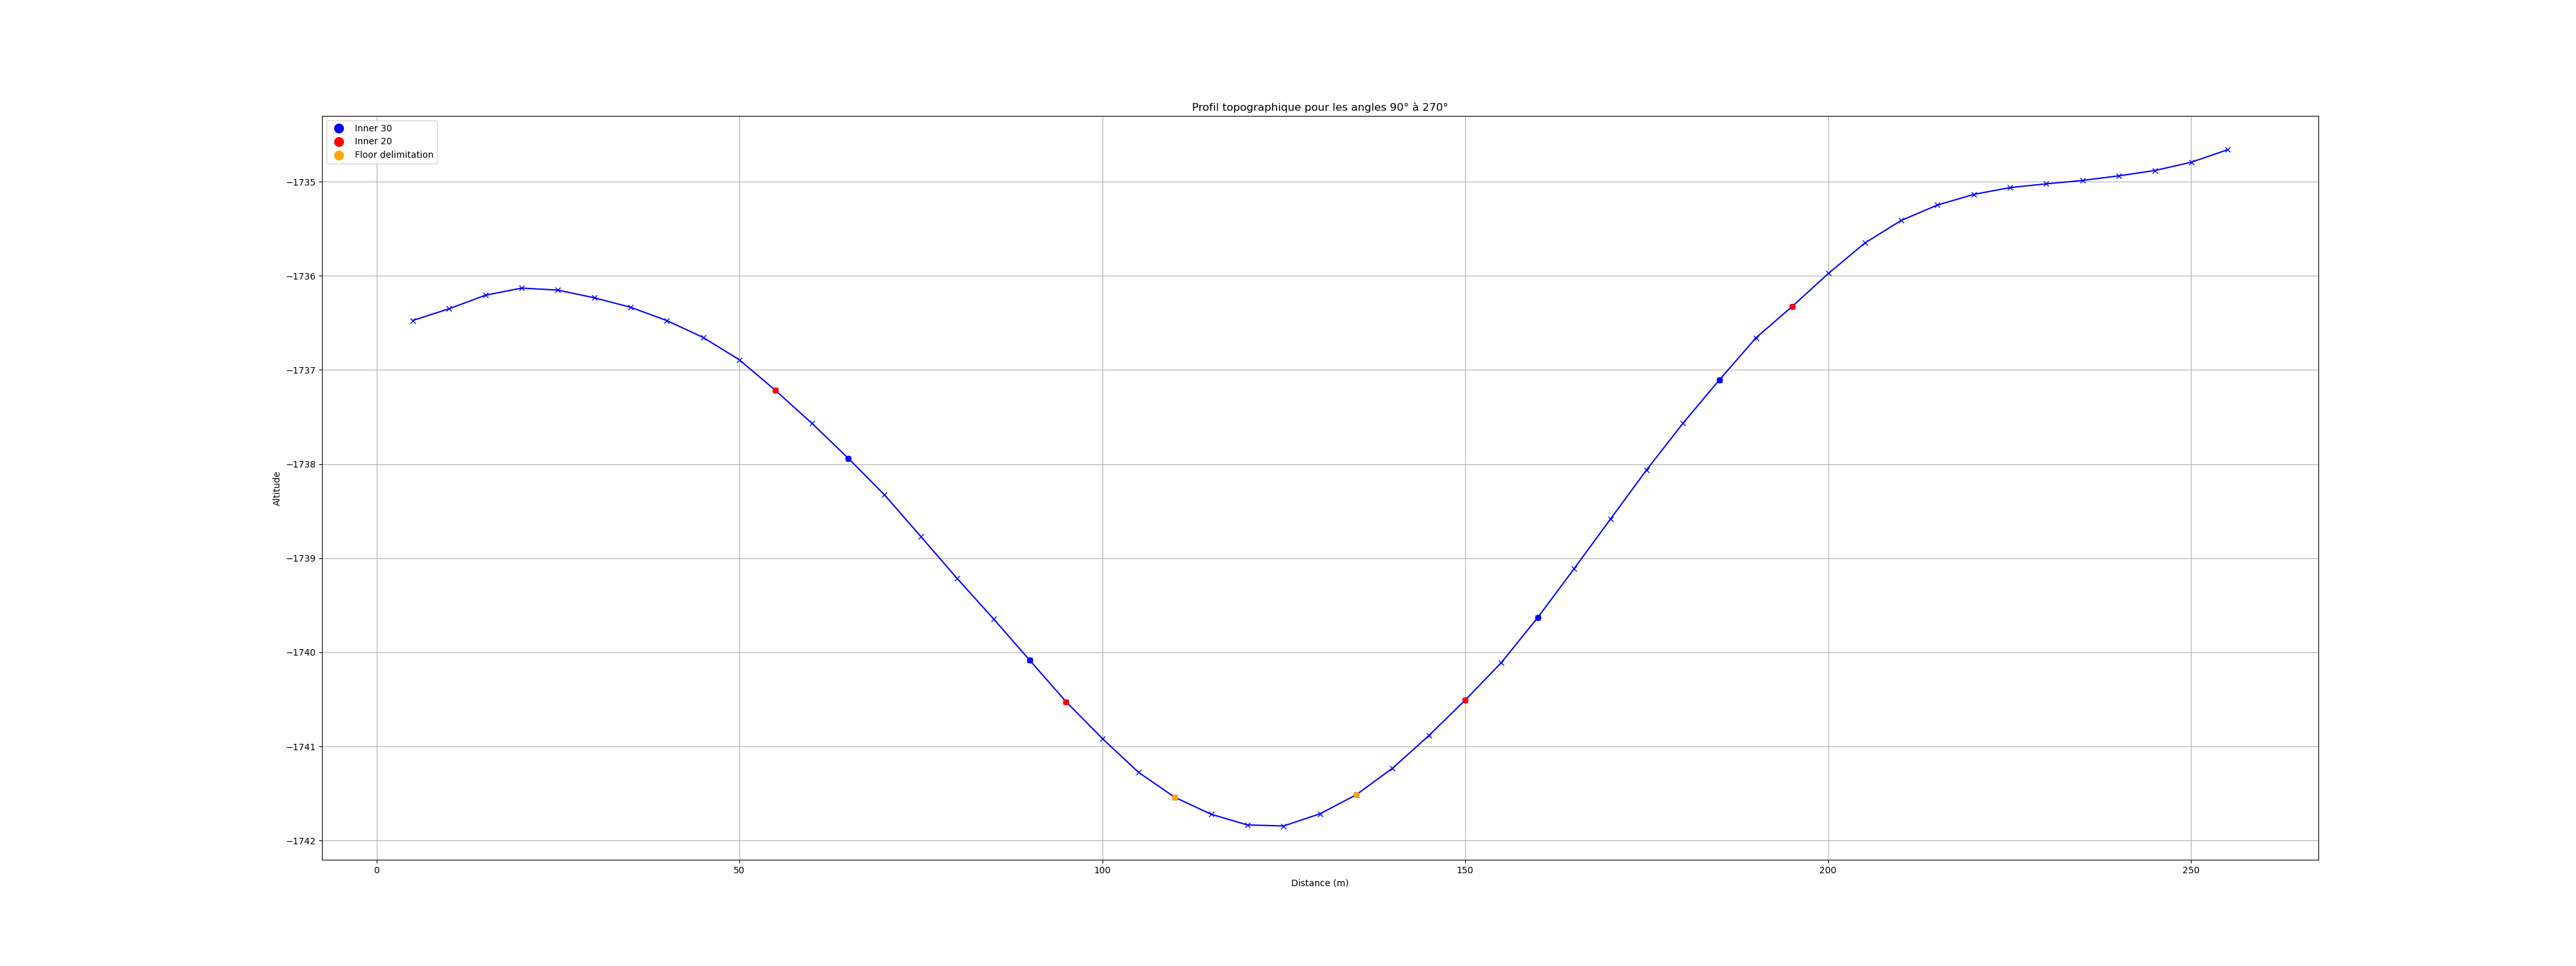 Profil topographique pour les angles 90° à 270°
Inner 30
Inner 20
Floor delimitation
Altitude
−1735
−1736
−1737
−1738
−1739
−1740
−1741
−1742
0 50 100 150 200 250
Distance (m)